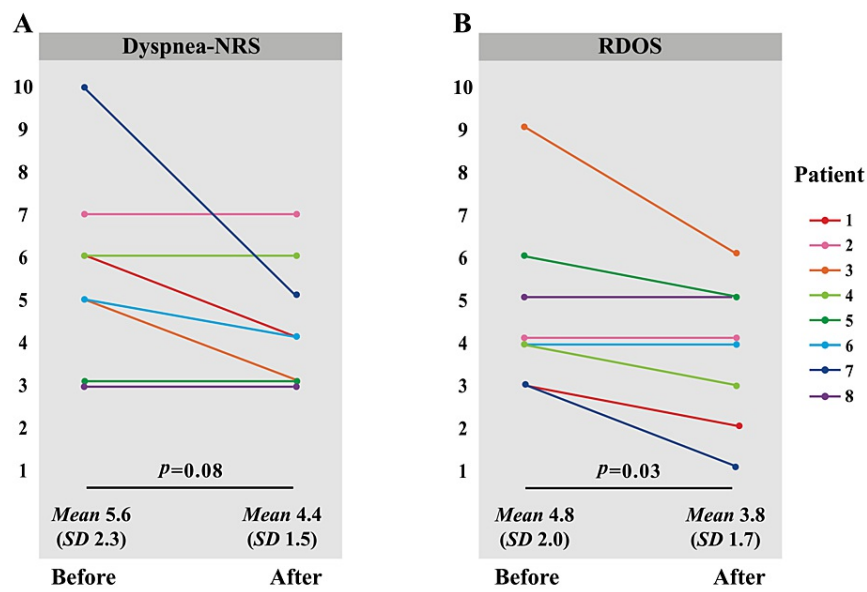 A
Dyspnea-NRS
10
9
8
7
6
5
4
3
2
1
p=0.08
Mean 5.6
(SD 2.3)
Mean 4.4
(SD 1.5)
Before
After
B
RDOS
10
9
8
7
6
5
4
3
2
1
p=0.03
Mean 4.8
(SD 2.0)
Mean 3.8
(SD 1.7)
Before
After
Patient
1
2
3
4
5
6
7
8